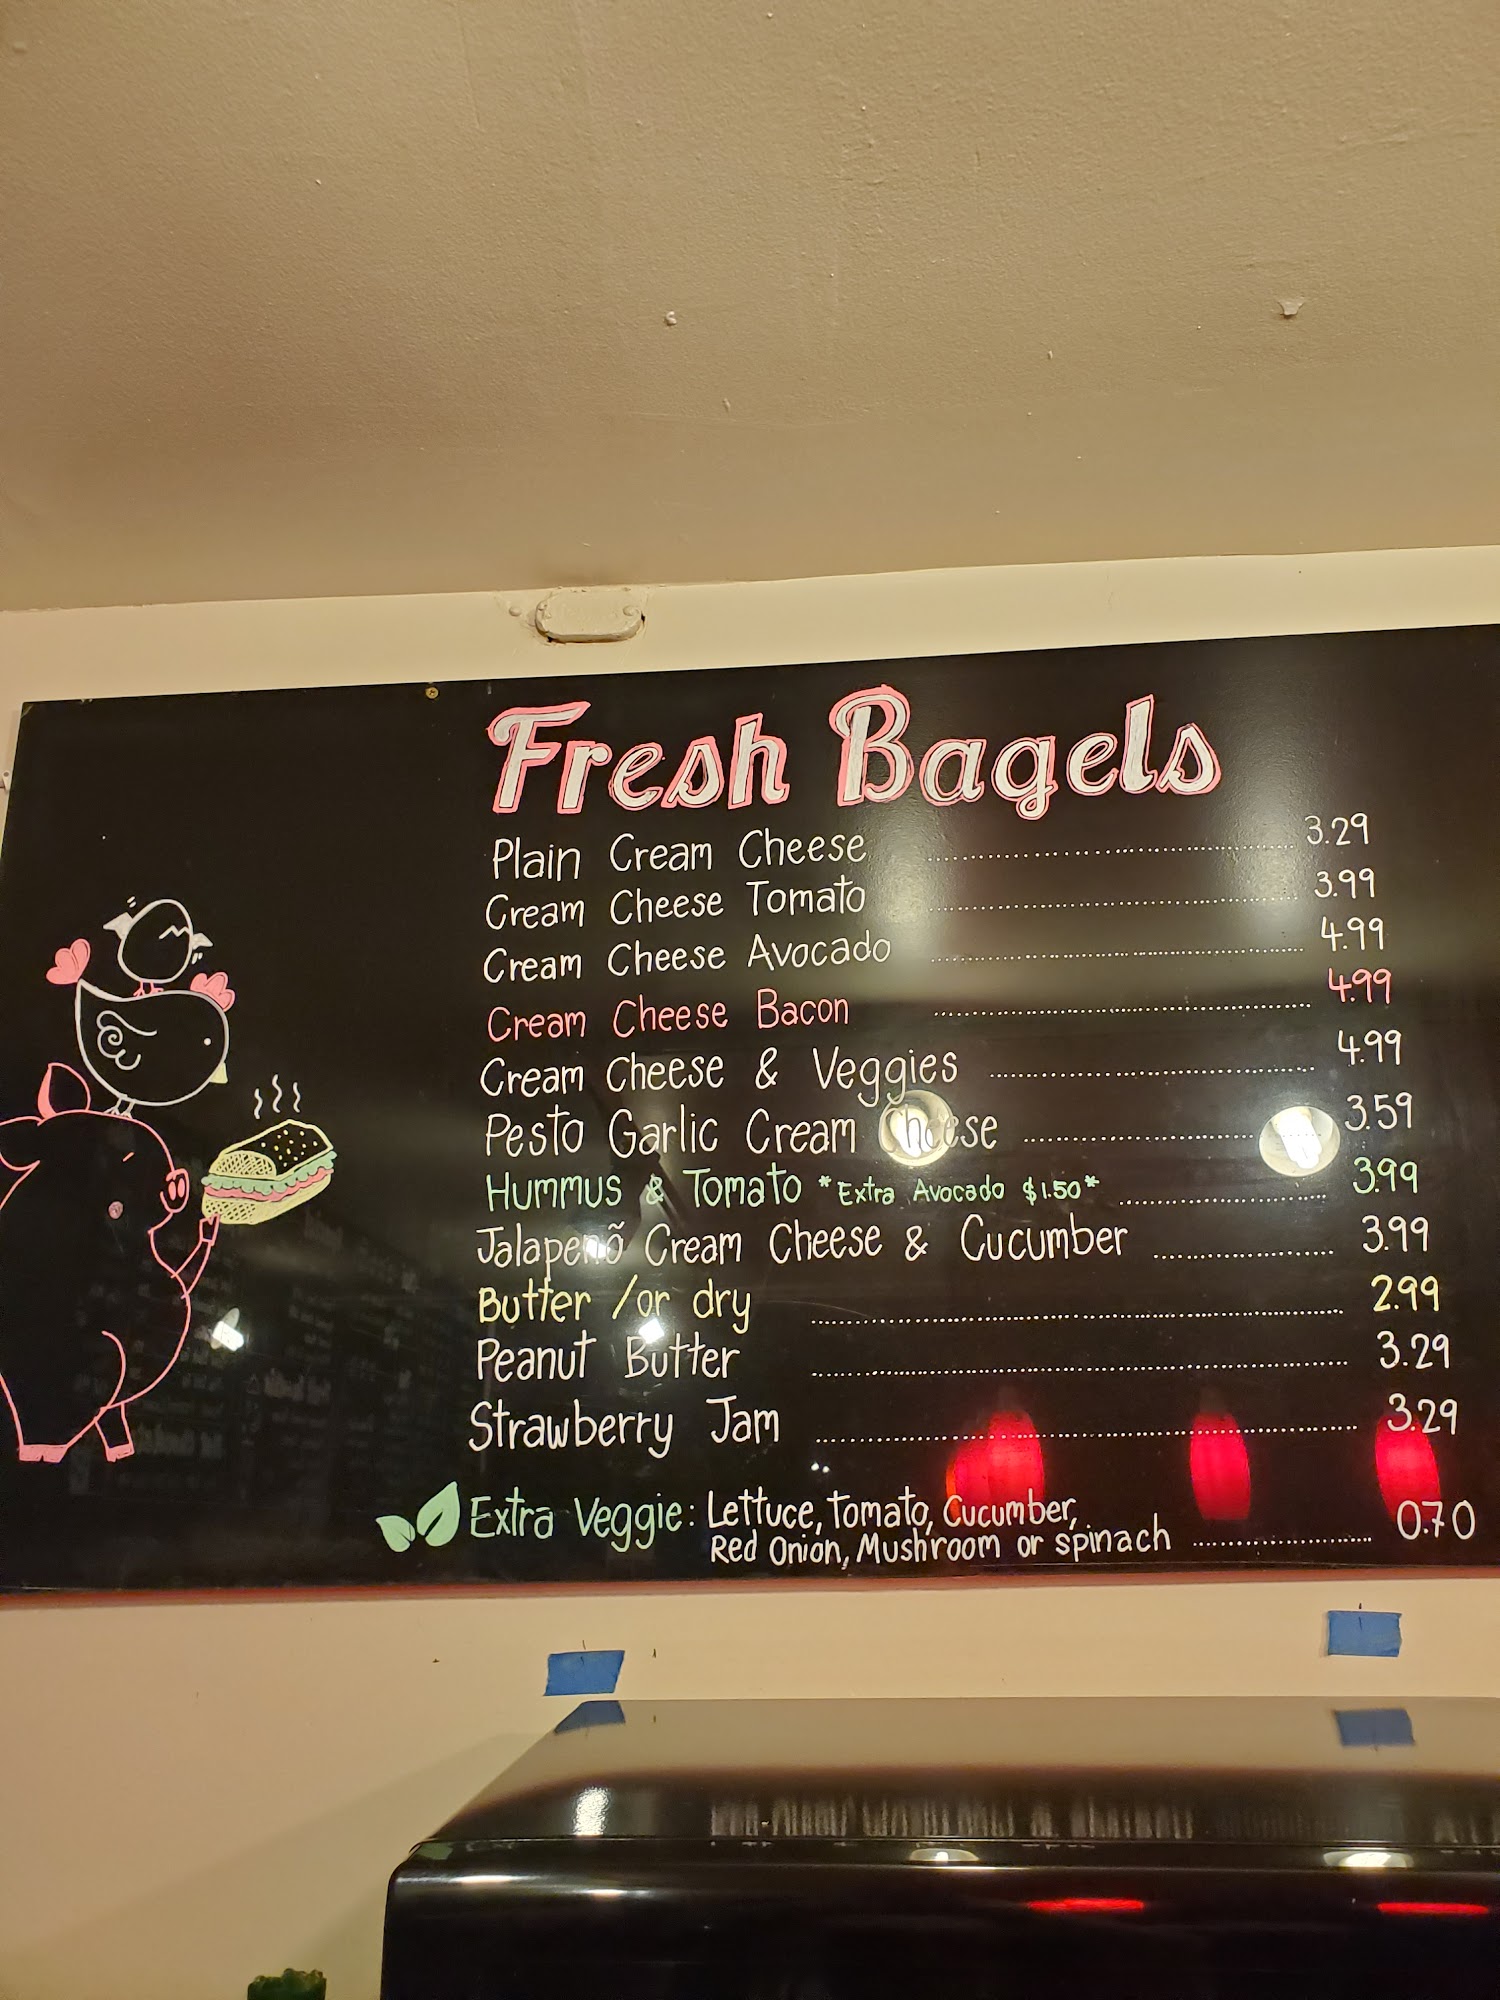 Fresh Bagels
Plain Cream Cheese 3.29
Cream Cheese Tomato 3.99
Cream Cheese Avocado 4.99
Cream Cheese Bacon 4.99
Cream Cheese & Veggies 4.99
Pesto Garlic Cream Cheese 3.59
Hummus & Tomato *Extra Avocado $1.50* 3.99
Jalapenõ Cream Cheese & Cucumber 3.99
Butter /or dry 2.99
Peanut Butter 3.29
Strawberry Jam 3.29
Extra Veggie: Lettuce, Tomato, Cucumber,
Red Onion, Mushroom or spinach 0.70